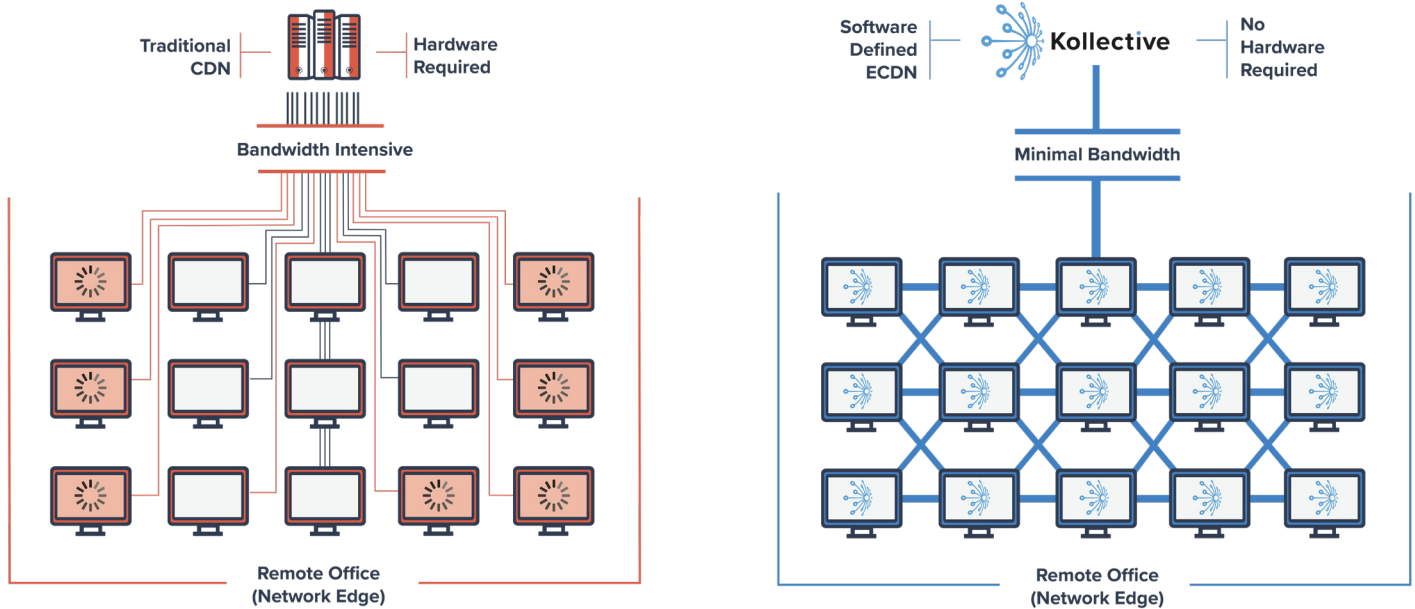 Traditional
CDN
Hardware
Required
Bandwidth Intensive
Remote Office
(Network Edge)
Software
Defined
ECDN
Kollective
No
Hardware
Required
Minimal Bandwidth
Remote Office
(Network Edge)